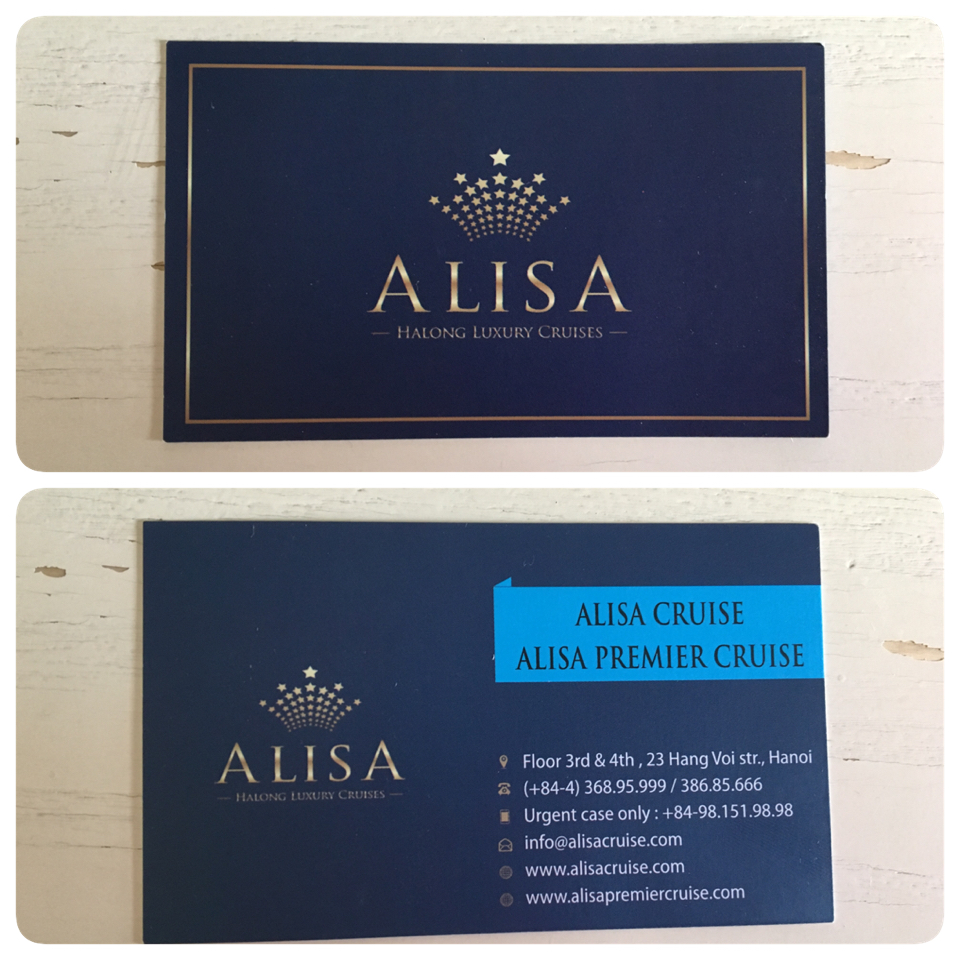 ALISA
— HALONG LUXURY CRUISES —
ALISA CRUISE
ALISA PREMIER CRUISE
ALISA
— HALONG LUXURY CRUISES —
Floor 3rd & 4th , 23 Hang Voi str., Hanoi
(+84-4) 368.95.999 / 386.85.666
Urgent case only : +84-98.151.98.98
info@alisacruise.com
www.alisacruise.com
www.alisapremiercruise.com